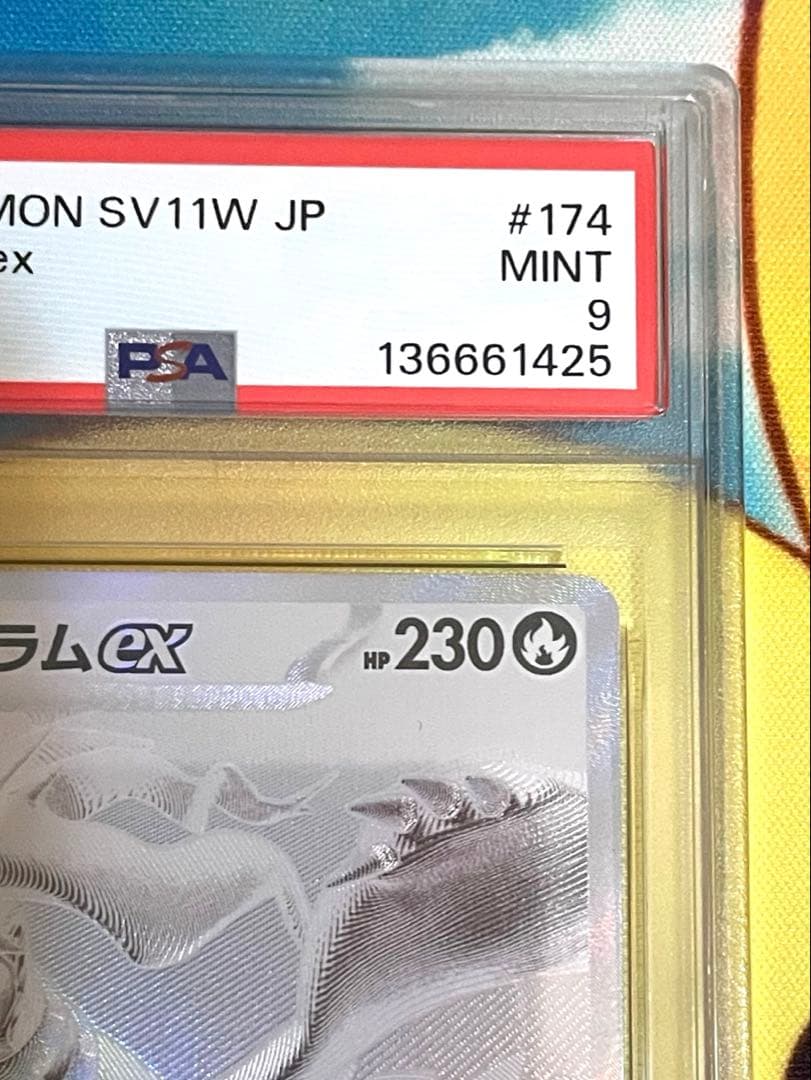 MON SV11W JP #174
ex MINT
9
PSA 136661425
ラムex HP230